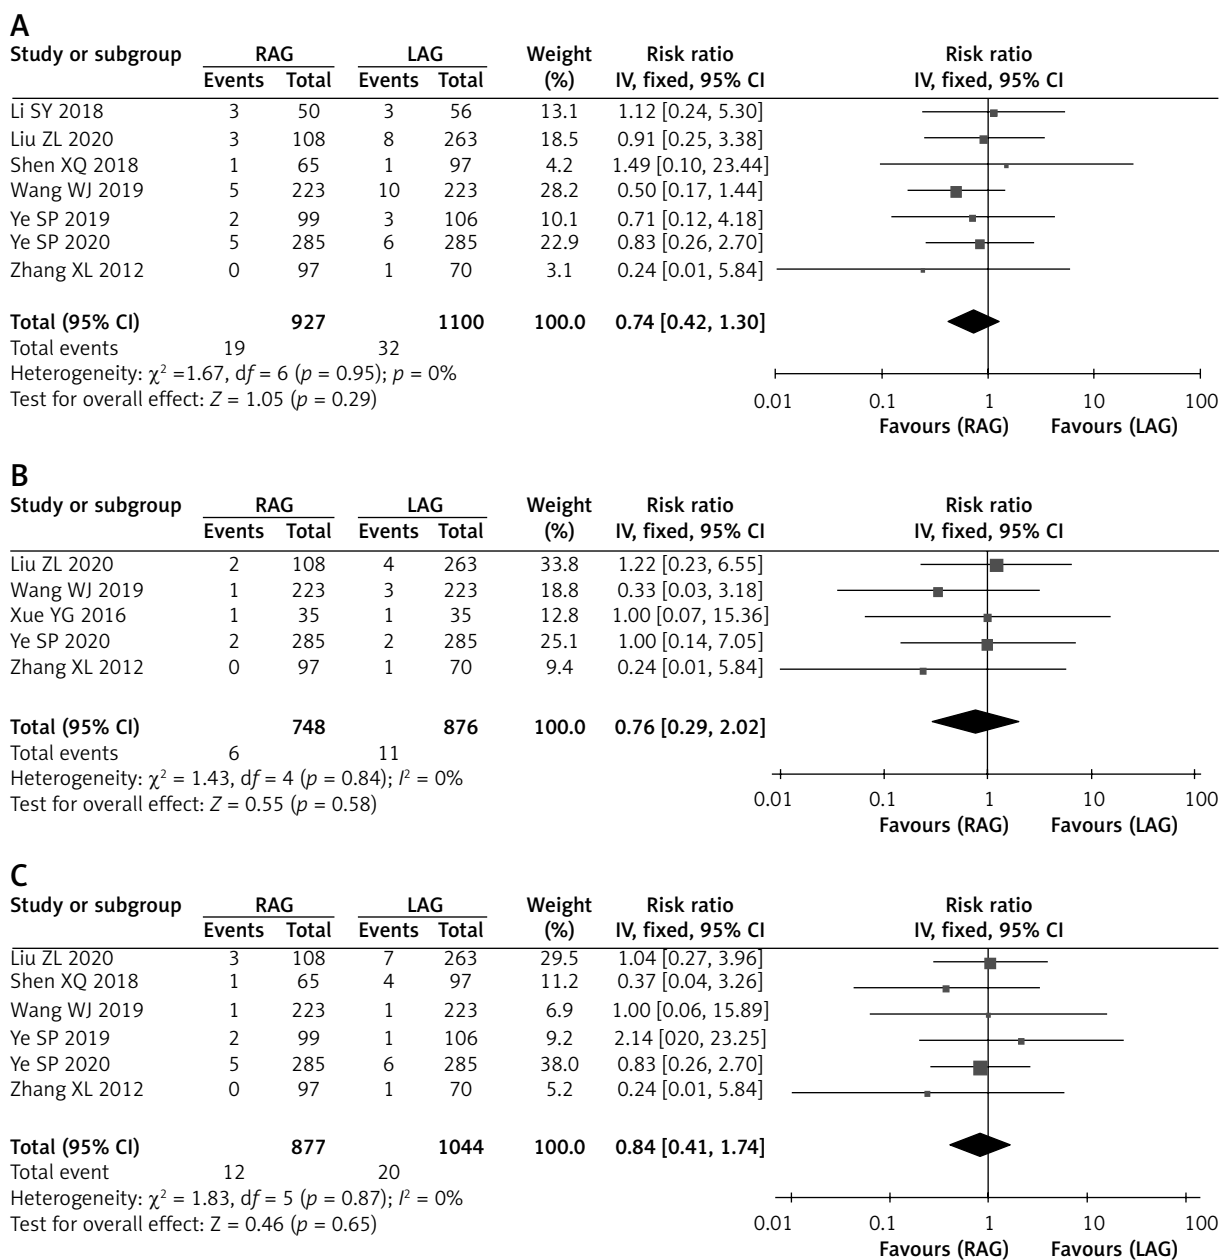 A
Study or subgroup RAG LAG Weight Risk ratio Risk ratio
Events Total Events Total (%) IV, fixed, 95% CI IV, fixed, 95% CI
Li SY 2018 3 50 3 56 13.1 1.12 [0.24, 5.30]
Liu ZL 2020 3 108 8 263 18.5 0.91 [0.25, 3.38]
Shen XQ 2018 1 65 1 97 4.2 1.49 [0.10, 23.44]
Wang WJ 2019 5 223 10 223 28.2 0.50 [0.17, 1.44]
Ye SP 2019 2 99 3 106 10.1 0.71 [0.12, 4.18]
Ye SP 2020 5 285 6 285 22.9 0.83 [0.26, 2.70]
Zhang XL 2012 0 97 1 70 3.1 0.24 [0.01, 5.84]
Total (95% CI) 927 1100 100.0 0.74 [0.42, 1.30]
Total events 19 32
Heterogeneity: χ² =1.67, df = 6 (p = 0.95); p = 0%
Test for overall effect: Z = 1.05 (p = 0.29)
0.01 0.1 1 10 100
Favours (RAG) Favours (LAG)
B
Study or subgroup RAG LAG Weight Risk ratio Risk ratio
Events Total Events Total (%) IV, fixed, 95% CI IV, fixed, 95% CI
Liu ZL 2020 2 108 4 263 33.8 1.22 [0.23, 6.55]
Wang WJ 2019 1 223 3 223 18.8 0.33 [0.03, 3.18]
Xue YG 2016 1 35 1 35 12.8 1.00 [0.07, 15.36]
Ye SP 2020 2 285 2 285 25.1 1.00 [0.14, 7.05]
Zhang XL 2012 0 97 1 70 9.4 0.24 [0.01, 5.84]
Total (95% CI) 748 876 100.0 0.76 [0.29, 2.02]
Total events 6 11
Heterogeneity: χ² = 1.43, df = 4 (p = 0.84); I² = 0%
Test for overall effect: Z = 0.55 (p = 0.58)
0.01 0.1 1 10 100
Favours (RAG) Favours (LAG)
C
Study or subgroup RAG LAG Weight Risk ratio Risk ratio
Events Total Events Total (%) IV, fixed, 95% CI IV, fixed, 95% CI
Liu ZL 2020 3 108 7 263 29.5 1.04 [0.27, 3.96]
Shen XQ 2018 1 65 4 97 11.2 0.37 [0.04, 3.26]
Wang WJ 2019 1 223 1 223 6.9 1.00 [0.06, 15.89]
Ye SP 2019 2 99 1 106 9.2 2.14 [020, 23.25]
Ye SP 2020 5 285 6 285 38.0 0.83 [0.26, 2.70]
Zhang XL 2012 0 97 1 70 5.2 0.24 [0.01, 5.84]
Total (95% CI) 877 1044 100.0 0.84 [0.41, 1.74]
Total event 12 20
Heterogeneity: χ² = 1.83, df = 5 (p = 0.87); I² = 0%
Test for overall effect: Z = 0.46 (p = 0.65)
0.01 0.1 1 10 100
Favours (RAG) Favours (LAG)